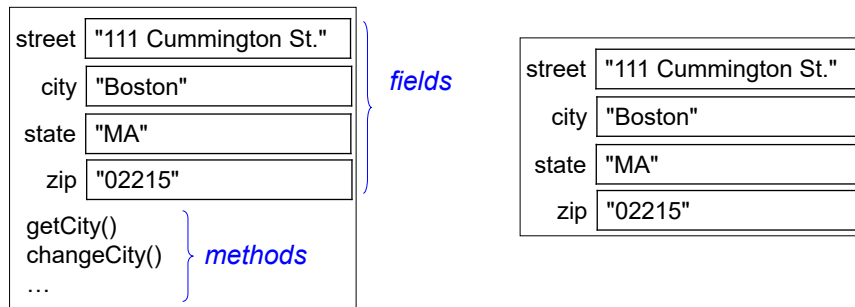 street "111 Cummington St."
city "Boston"
state "MA"
zip "02215"
fields
getCity()
changeCity()
…
methods
street "111 Cummington St."
city "Boston"
state "MA"
zip "02215"